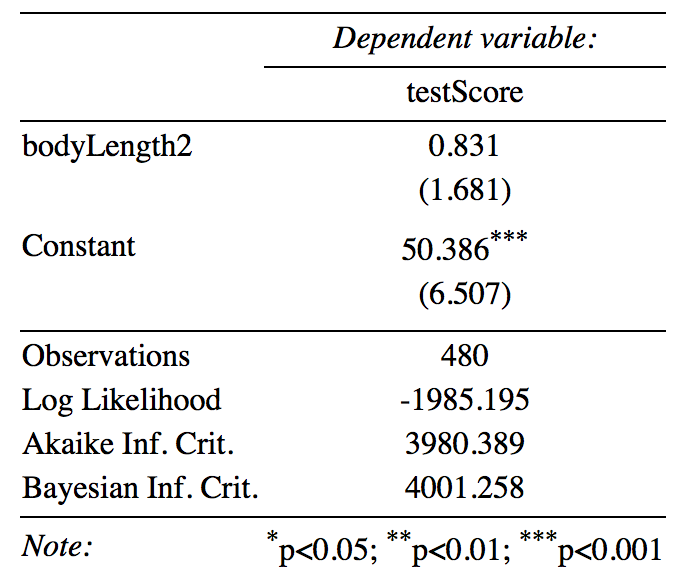 Dependent variable:
testScore
bodyLength2 0.831
(1.681)
Constant 50.386***
(6.507)
Observations 480
Log Likelihood -1985.195
Akaike Inf. Crit. 3980.389
Bayesian Inf. Crit. 4001.258
Note: *p<0.05; **p<0.01; ***p<0.001